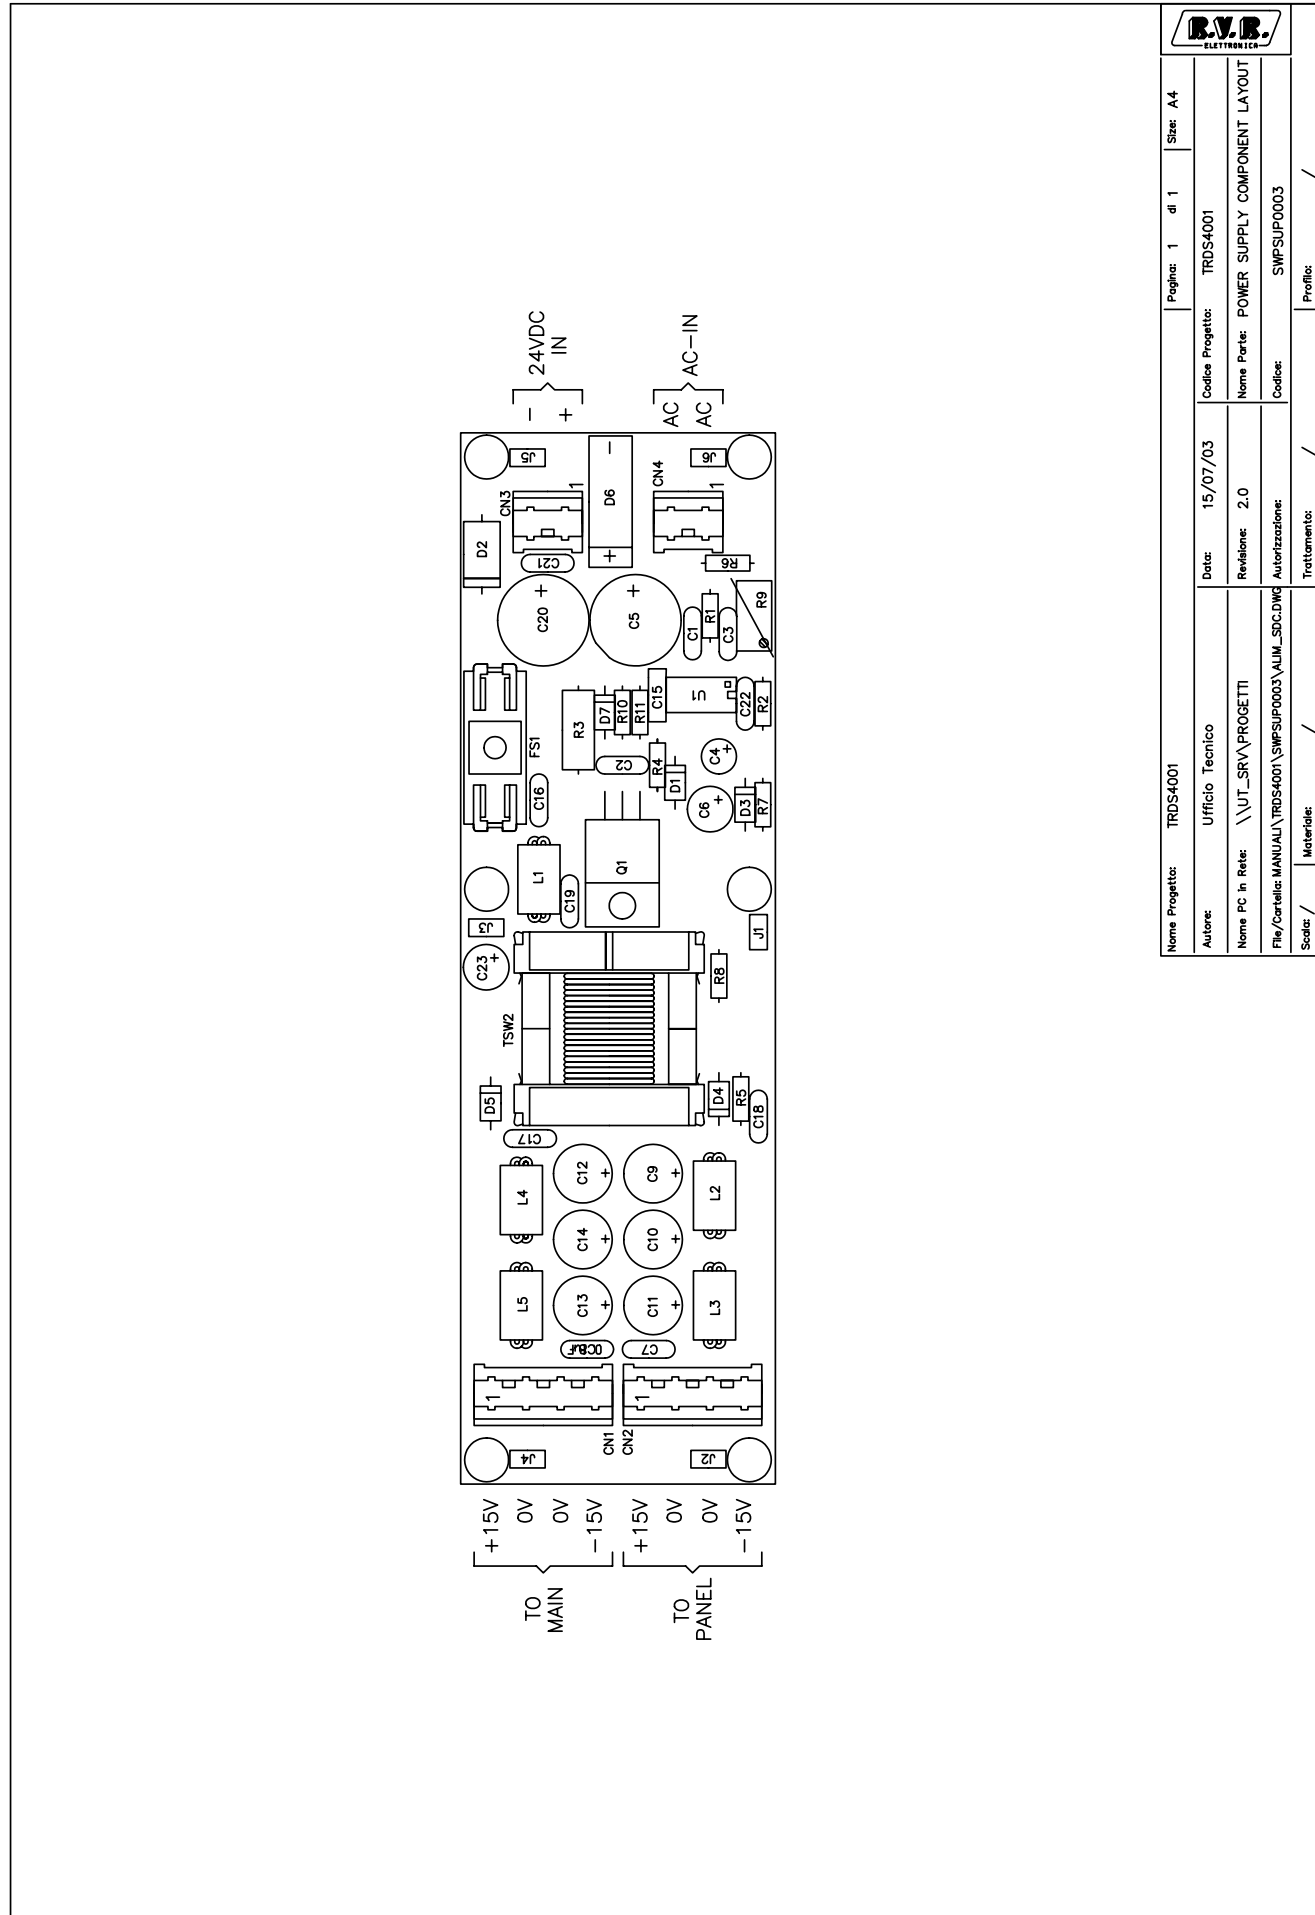 R.V.R.
ELETTRONICA
Nome Progetto: TRDS4001
Pagina: 1 di 1
Size: A4
Autore: Ufficio Tecnico
Data: 15/07/03
Codice Progetto: TRDS4001
Nome PC in Rete: \\UT_SRV\PROGETTI
Revisione: 2.0
Nome Parte: POWER SUPPLY COMPONENT LAYOUT
File/Cartella: MANUALI\TRDS4001\SWPSUP0003\ALIM_SDC.DWG
Autorizzazione:
Codice: SWPSUP0003
Scala: /
Materiale: /
Trattamento: /
Profilo: /
24VDC
IN
-
+
AC-IN
AC
AC
J5
J6
CN3
1
CN4
1
D6
+
-
D2
C21
R6
C20
+
C5
+
C1
R1
C3
R9
FS1
C16
R3
D7
R10
R11
C15
U1
C22
R2
C2
R4
D1
C4
+
C6
+
D3
R7
L1
C19
Q1
J3
J1
C23
+
TSW2
R8
D5
D4
R5
C18
C17
C12
+
C9
+
L4
L2
C14
+
C10
+
L5
C13
+
C11
+
L3
C8
C7
1
1
CN1
CN2
J4
J2
+15V
0V
0V
-15V
+15V
0V
0V
-15V
TO
MAIN
TO
PANEL